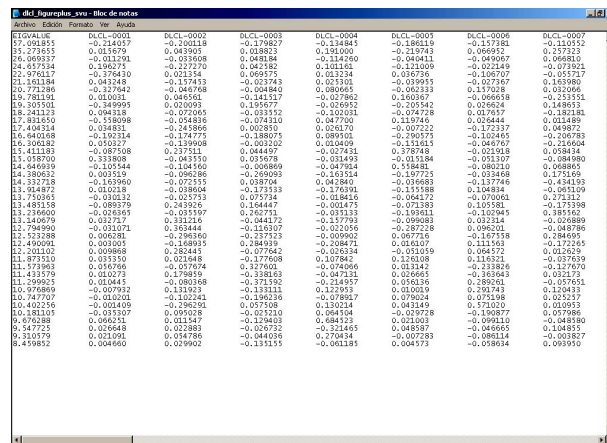 dlcl_figureplus_svu - Bloc de notas
Archivo Edición Formato Ver Ayuda
EIGVALUE DLCL-0001 DLCL-0002 DLCL-0003 DLCL-0004 DLCL-0005 DLCL-0006 DLCL-0007
57.091855 -0.214057 -0.200118 -0.179827 -0.134845 -0.186119 -0.157381 -0.110552
35.273655 0.015679 0.043905 0.018823 0.191000 -0.219743 0.066952 0.257323
26.069337 -0.011291 -0.033608 0.048184 -0.114260 -0.040411 -0.049067 0.066810
24.657534 0.196275 -0.227270 0.042582 0.101161 -0.121009 -0.022149 -0.073921
22.976117 -0.376430 0.021354 0.069575 0.013234 0.036736 -0.106707 -0.055717
21.161184 0.043248 -0.157453 -0.023743 0.025301 -0.039955 -0.027367 0.163980
20.771286 -0.327642 -0.046768 -0.004840 0.080665 -0.062333 0.157028 0.032066
19.781191 0.010031 0.046561 -0.141517 -0.027862 0.160367 -0.066658 -0.253551
19.305501 -0.349995 0.020093 0.195677 -0.026952 -0.205542 0.026624 0.148653
18.241123 0.094318 -0.072065 -0.033552 -0.102031 -0.074728 0.017657 -0.182181
17.831650 -0.558098 -0.054836 -0.074310 0.047700 0.119746 0.026444 0.011489
17.404314 0.034831 -0.245866 0.002850 0.026170 -0.007222 -0.172337 0.049872
16.640168 -0.192314 -0.174775 -0.188075 0.089501 -0.290575 -0.102465 -0.206783
16.306182 0.050327 -0.139908 -0.003202 0.010409 -0.151615 -0.046767 -0.216604
15.411183 -0.087508 0.237511 0.044497 -0.027431 0.378748 -0.021918 0.058434
15.058700 0.333808 -0.043550 0.035678 -0.031493 -0.015184 -0.051307 -0.084980
14.646939 -0.105544 -0.104560 -0.006869 -0.047914 0.558481 -0.080210 0.068865
14.380632 0.003519 -0.096286 -0.269093 -0.163514 -0.197725 -0.033468 0.175169
14.332718 -0.163960 -0.072555 0.038704 0.042840 -0.036683 -0.137746 -0.434193
13.914872 0.010218 -0.038604 -0.173533 -0.176391 -0.155588 0.104834 -0.065109
13.750365 -0.030132 -0.025753 0.075734 -0.018416 -0.064172 -0.070061 0.271312
13.485158 -0.089379 0.243926 0.164447 -0.001475 -0.071383 0.105581 -0.175398
13.236600 -0.026365 -0.035597 0.262751 -0.035133 -0.193611 -0.102945 0.385562
13.140679 0.032717 0.331216 -0.044172 -0.157793 -0.099083 0.032314 -0.026889
12.794990 -0.031071 0.363444 -0.116307 -0.022056 -0.287228 0.096201 -0.048786
12.523288 0.006281 -0.296360 -0.237523 -0.009902 0.067716 -0.167558 0.284695
12.490091 0.003005 -0.168935 0.284939 -0.208471 0.016107 0.111563 -0.172265
12.201102 0.009868 0.282445 -0.077642 -0.026334 -0.051059 0.064572 0.012629
11.873510 0.035350 0.021648 -0.177608 0.107842 0.126108 0.116321 -0.037639
11.573963 0.056766 -0.057674 0.327601 -0.074066 0.013142 -0.233826 -0.127670
11.433579 0.010273 0.179859 -0.338163 -0.047131 0.026665 -0.363643 0.032173
11.299925 0.010445 -0.080368 -0.371592 -0.214957 0.056136 0.289261 -0.057651
10.976869 -0.007932 0.131923 -0.133111 0.122953 0.010019 0.291743 0.120433
10.747707 -0.010201 -0.102241 -0.196236 -0.078917 0.079024 0.075198 0.025257
10.402256 -0.001409 -0.296291 0.057508 0.130214 0.043149 0.571020 0.010953
10.181105 -0.035307 0.095028 -0.025210 0.064504 -0.029728 -0.190877 0.057986
9.676288 0.066251 0.011547 -0.129403 0.684523 0.021003 -0.099110 -0.048580
9.547725 0.026648 0.022883 -0.026732 -0.321465 0.048587 -0.046665 0.104855
9.310579 0.021091 0.054786 -0.044036 0.270434 -0.007283 -0.086114 -0.003827
8.459852 0.004660 0.029902 -0.135155 -0.061185 0.004573 -0.058634 0.093950